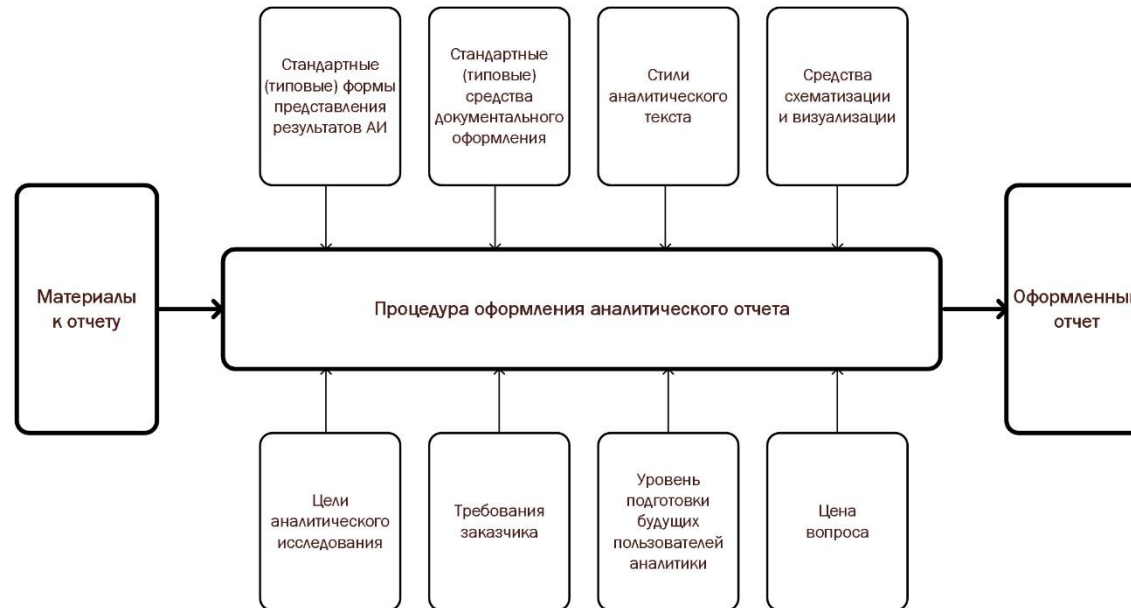 Стандартные
(типовые) формы
представления
результатов АИ
Стандартные
(типовые)
средства
документального
оформления
Стили
аналитического
текста
Средства
схематизации
и визуализации
Материалы
к отчету
Процедура оформления аналитического отчета
Оформленный
отчет
Цели
аналитического
исследования
Требования
заказчика
Уровень
подготовки
будущих
пользователей
аналитики
Цена
вопроса